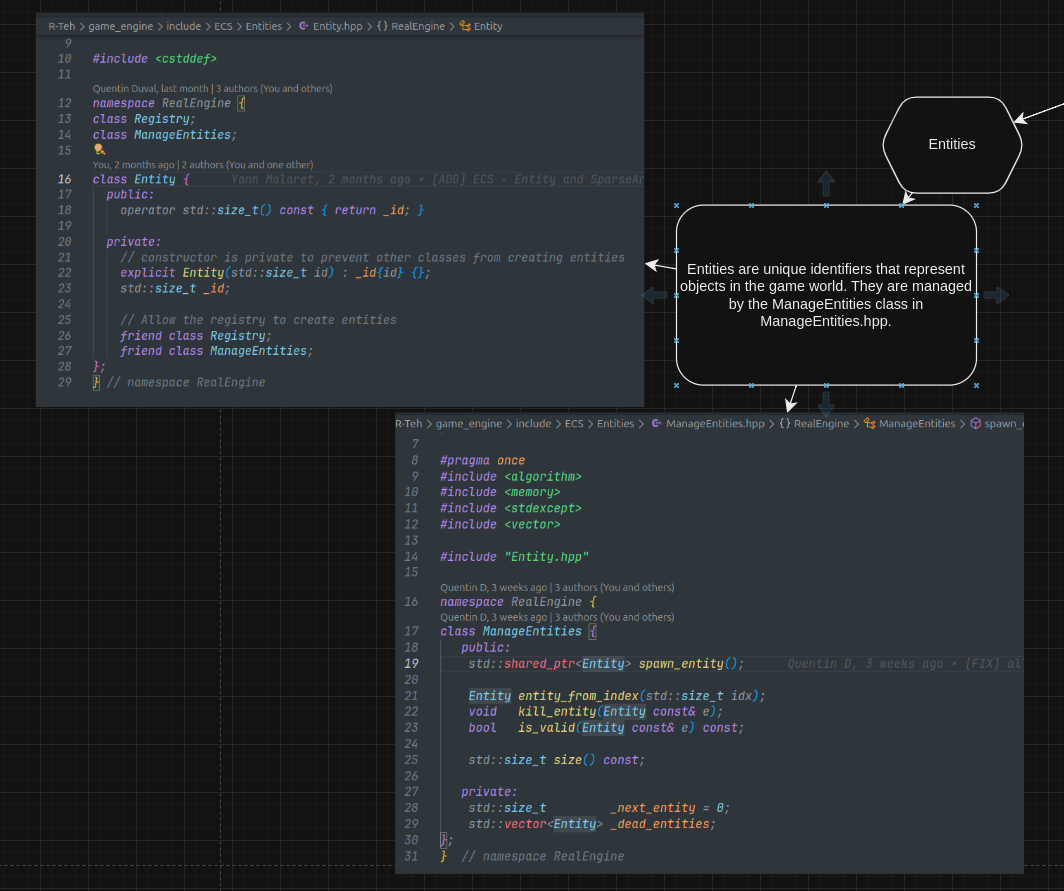 R-Teh > game_engine > include > ECS > Entities > Entity.hpp > {} RealEngine > Entity
9
10 #include <cstddef>
11
Quentin Duval, last month | 3 authors (You and others)
12 namespace RealEngine {
13 class Registry;
14 class ManageEntities;
15
You, 2 months ago | 2 authors (You and one other)
16 class Entity { Yann Malaret, 2 months ago • [ADD] ECS - Entity and SparseAr
17 public:
18 operator std::size_t() const { return _id; }
19
20 private:
21 // constructor is private to prevent other classes from creating entities
22 explicit Entity(std::size_t id) : _id{id} {};
23 std::size_t _id;
24
25 // Allow the registry to create entities
26 friend class Registry;
27 friend class ManageEntities;
28 };
29 } // namespace RealEngine
Entities
Entities are unique identifiers that represent
objects in the game world. They are managed
by the ManageEntities class in
ManageEntities.hpp.
R-Teh > game_engine > include > ECS > Entities > ManageEntities.hpp > {} RealEngine > ManageEntities > spawn_
7
8 #pragma once
9 #include <algorithm>
10 #include <memory>
11 #include <stdexcept>
12 #include <vector>
13
14 #include "Entity.hpp"
15
Quentin D, 3 weeks ago | 3 authors (You and others)
16 namespace RealEngine {
Quentin D, 3 weeks ago | 3 authors (You and others)
17 class ManageEntities {
18 public:
19 std::shared_ptr<Entity> spawn_entity(); Quentin D, 3 weeks ago • [FIX] al
20
21 Entity entity_from_index(std::size_t idx);
22 void kill_entity(Entity const& e);
23 bool is_valid(Entity const& e) const;
24
25 std::size_t size() const;
26
27 private:
28 std::size_t _next_entity = 0;
29 std::vector<Entity> _dead_entities;
30 };
31 } // namespace RealEngine